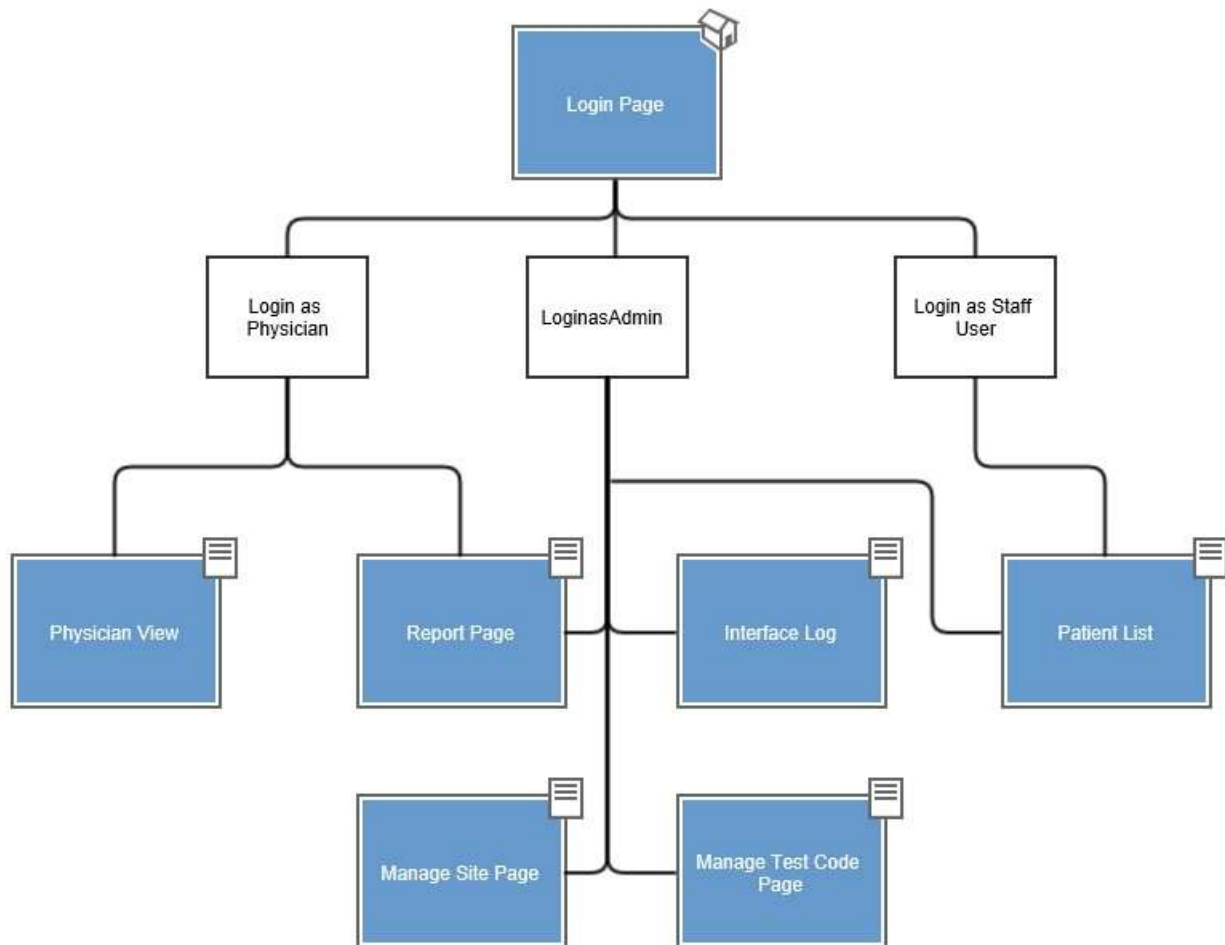 Login Page
Login as
Physician
LoginasAdmin
Login as Staff
User
Physician View
Report Page
Interface Log
Patient List
Manage Site Page
Manage Test Code
Page